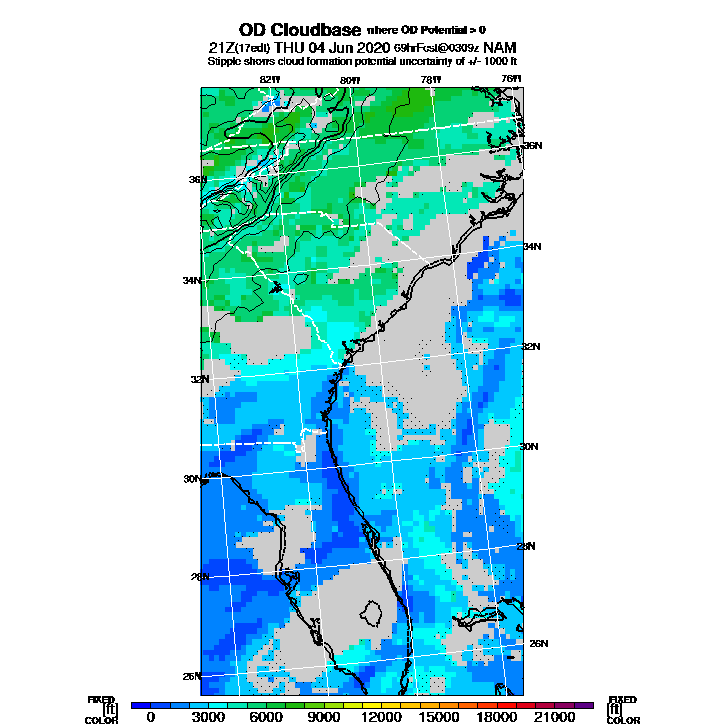 OD Cloudbase where OD Potential > 0
21Z(17edt) THU 04 Jun 2020 69hrFcst@0309z NAM
Stipple shows cloud formation potential uncertainty of +/- 1000 ft
82W 80W 78W 76W
36N 36N
34N 34N
32N 32N
30N 30N
28N 28N
26N 26N
FIXED FIXED
[ft] [ft]
COLOR COLOR
0 3000 6000 9000 12000 15000 18000 21000